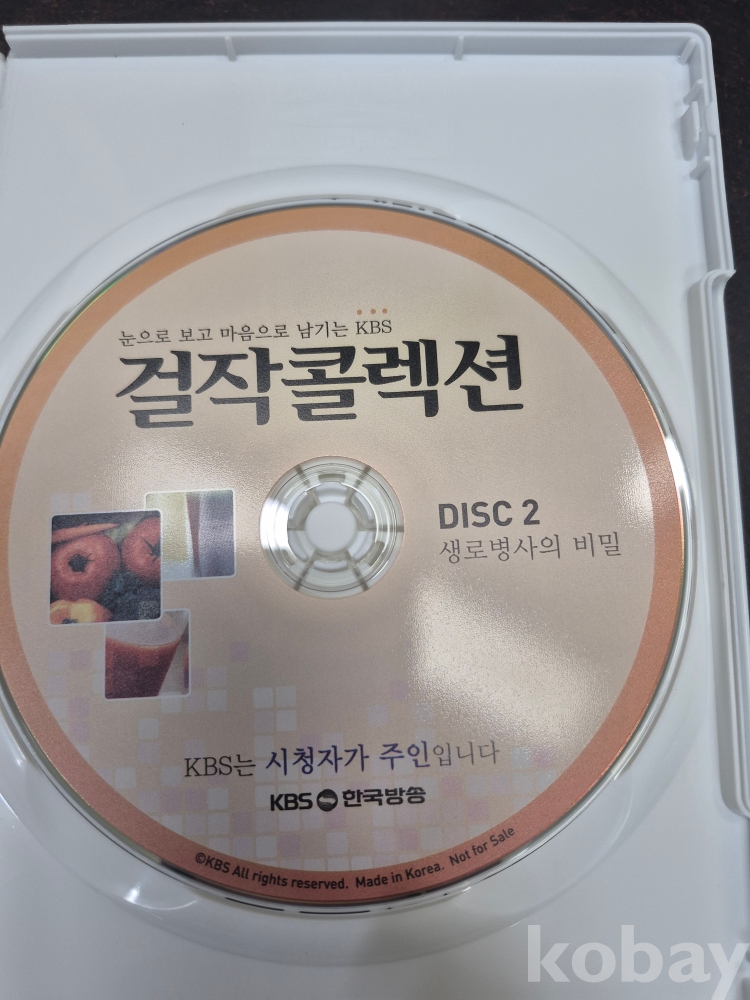 눈으로 보고 마음으로 남기는 KBS
걸작콜렉션
DISC 2
생로병사의 비밀
KBS는 시청자가 주인입니다
KBS 한국방송
©KBS All rights reserved. Made in Korea. Not for Sale
kobay